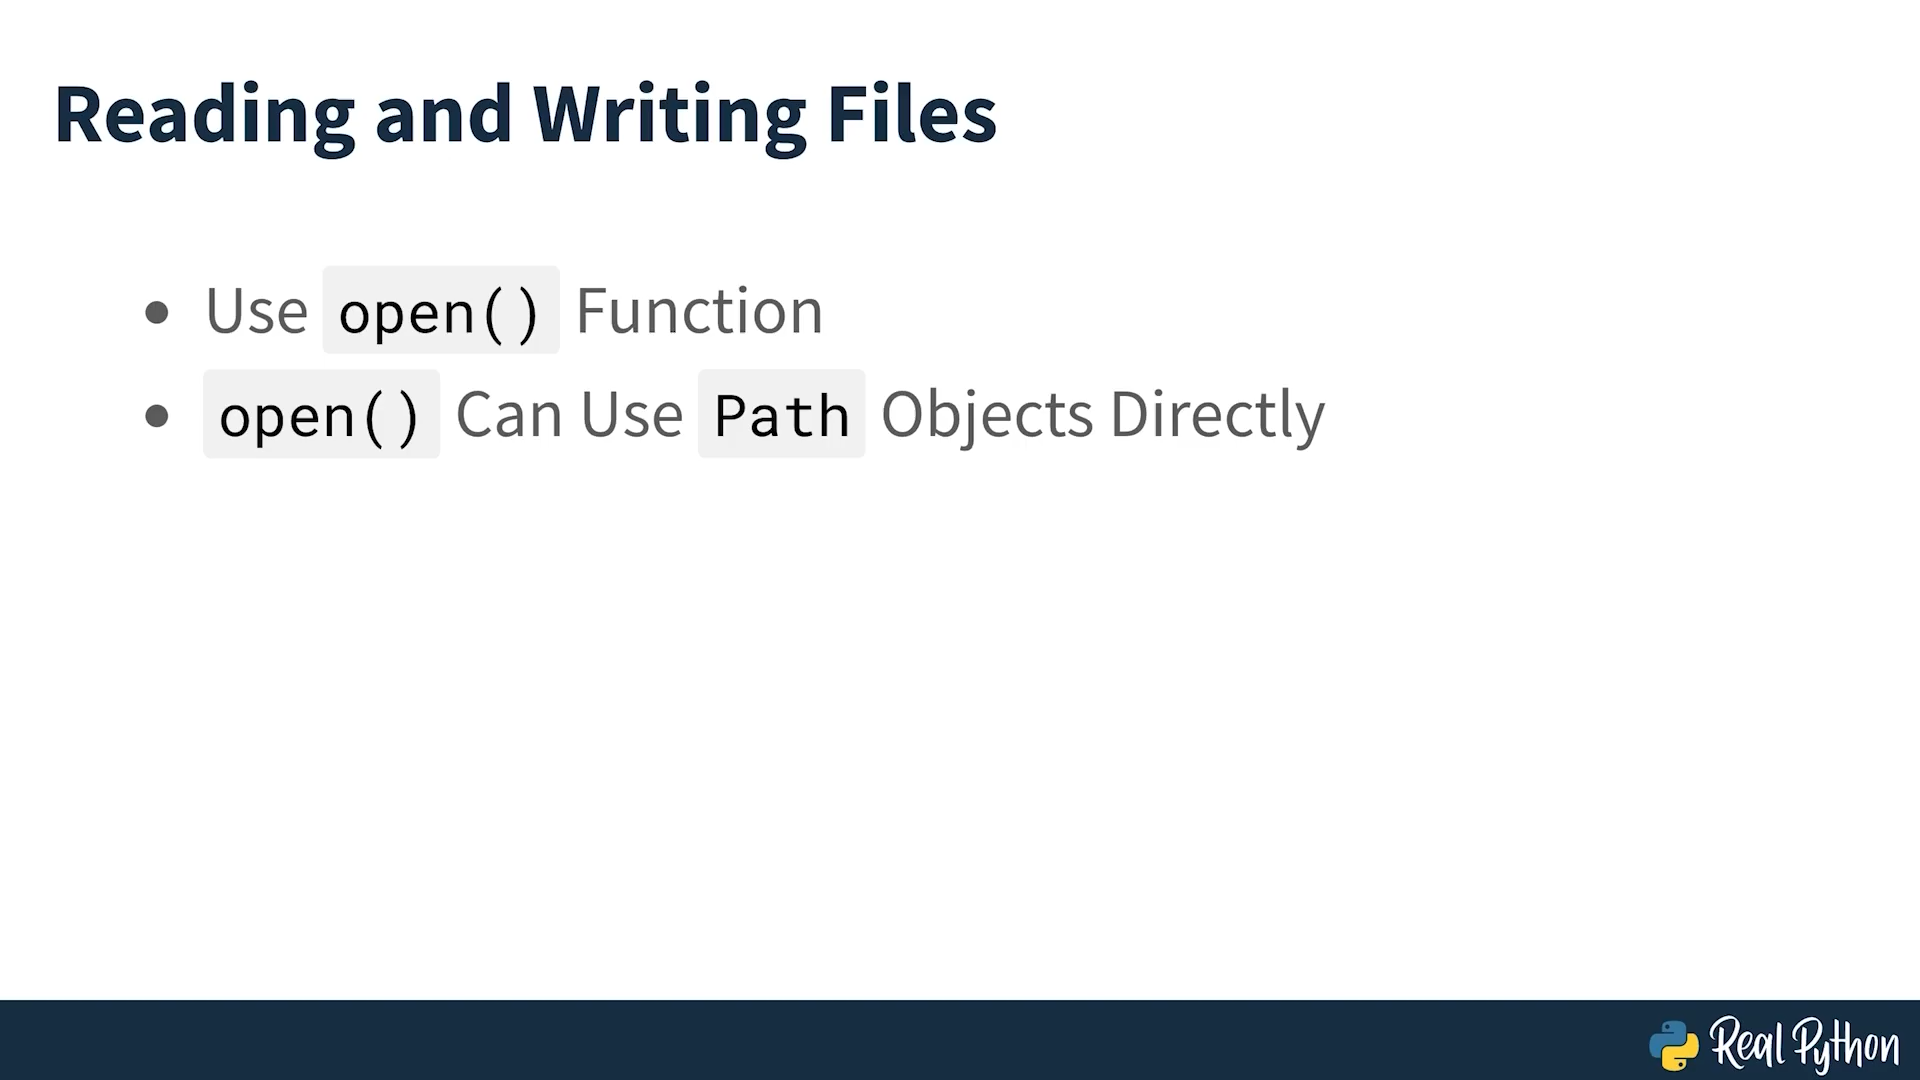 Reading and Writing Files
• Use open() Function
• open() Can Use Path Objects Directly
Real Python